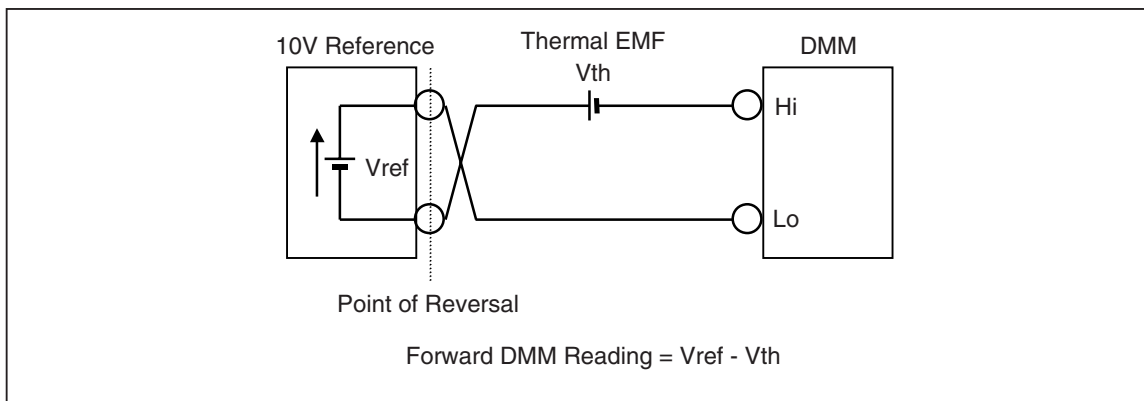 10V Reference
Thermal EMF
Vth
DMM
Hi
Vref
Lo
Point of Reversal
Forward DMM Reading = Vref - Vth